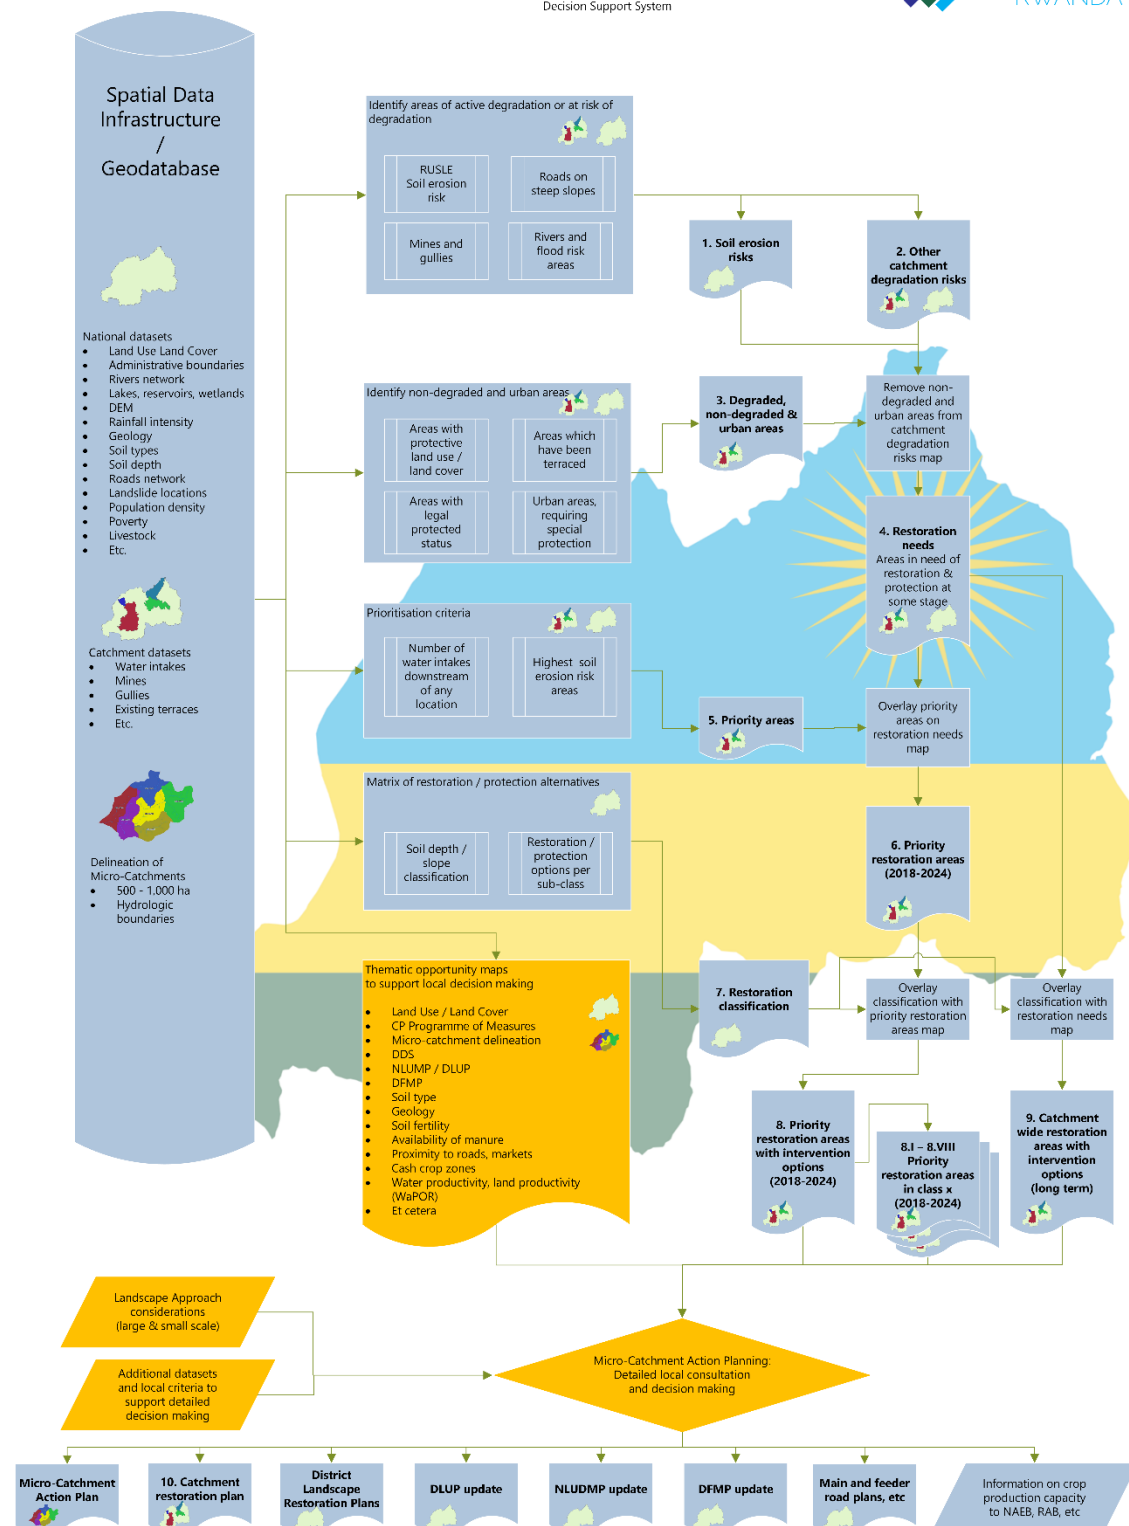 Decision Support System
RWANDA
Spatial Data
Infrastructure
/
Geodatabase
National datasets
• Land Use Land Cover
• Administrative boundaries
• Rivers network
• Lakes, reservoirs, wetlands
• DEM
• Rainfall intensity
• Geology
• Soil types
• Soil depth
• Roads network
• Landslide locations
• Population density
• Poverty
• Livestock
• Etc.
Catchment datasets
• Water intakes
• Mines
• Gullies
• Existing terraces
• Etc.
Delineation of
Micro-Catchments
• 500 - 1.000 ha
• Hydrologic
boundaries
Identify areas of active degradation or at risk of
degradation
RUSLE
Soil erosion
risk
Roads on
steep slopes
Mines and
gullies
Rivers and
flood risk
areas
1. Soil erosion
risks
2. Other
catchment
degradation risks
Identify non-degraded and urban areas
Areas with
protective
land use /
land cover
Areas which
have been
terraced
Areas with
legal
protected
status
Urban areas,
requiring
special
protection
3. Degraded,
non-degraded &
urban areas
Remove non-
degraded and
urban areas from
catchment
degradation
risks map
4. Restoration
needs
Areas in need of
restoration &
protection at
some stage
Prioritisation criteria
Number of
water intakes
downstream
of any
location
Highest soil
erosion risk
areas
5. Priority areas
Overlay priority
areas on
restoration needs
map
Matrix of restoration / protection alternatives
Soil depth /
slope
classification
Restoration /
protection
options per
sub-class
6. Priority
restoration areas
(2018-2024)
Thematic opportunity maps
to support local decision making
• Land Use / Land Cover
• CP Programme of Measures
• Micro-catchment delineation
• DDS
• NLUMP / DLUP
• DFMP
• Soil type
• Geology
• Soil fertility
• Availability of manure
• Proximity to roads, markets
• Cash crop zones
• Water productivity, land productivity
(WaPOR)
• Et cetera
7. Restoration
classification
Overlay
classification with
priority restoration
areas map
Overlay
classification with
restoration needs
map
8. Priority
restoration areas
with intervention
options
(2018-2024)
8.I – 8.VIII
Priority
restoration areas
in class x
(2018-2024)
9. Catchment
wide restoration
areas with
intervention
options
(long term)
Landscape Approach
considerations
(large & small scale)
Additional datasets
and local criteria to
support detailed
decision making
Micro-Catchment Action Planning:
Detailed local consultation
and decision making
Micro-Catchment
Action Plan
10. Catchment
restoration plan
District
Landscape
Restoration Plans
DLUP update
NLUDMP update
DFMP update
Main and feeder
road plans, etc
Information on crop
production capacity
to NAEB, RAB, etc